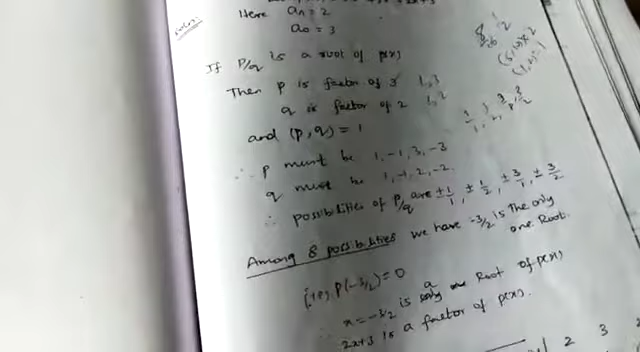 Here an = 2
a0 = 3
If p/q is a root of p(x)
Then p is factor of 3 1, 3
q is factor of 2 1, 2
and (p, q) = 1
∴ p must be 1, -1, 3, -3
q must be 1, -1, 2, -2.
∴ possibilities of p/q are ±1/1, ±1/2, ±3/1, ±3/2
Among 8 possibilities we have -3/2 is the only
one Root.
(i.e), p(-3/2) = 0
∴ x = -3/2 is only a Root of p(x)
2x+3 is a factor of p(x).
2 3